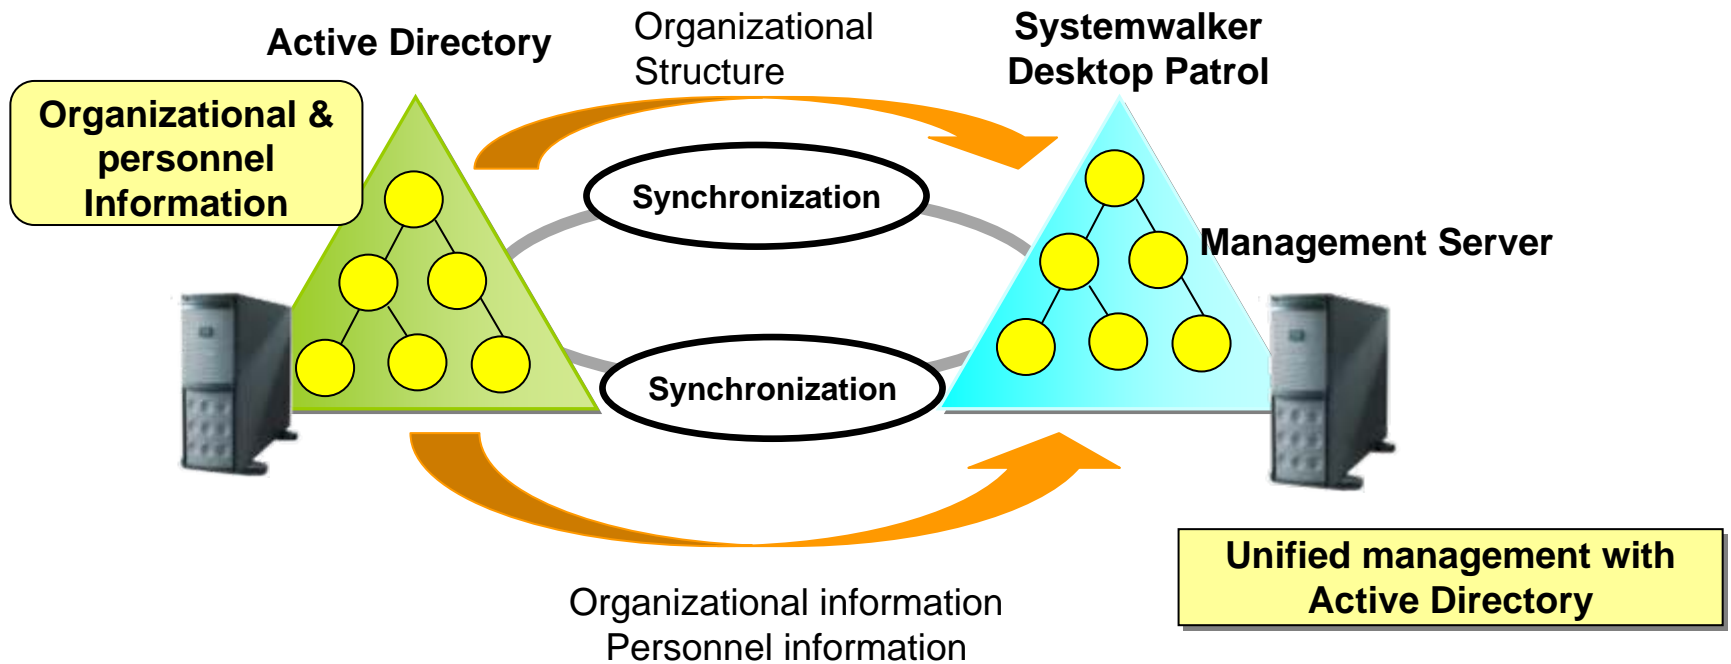 Active Directory
Organizational
Structure
Systemwalker
Desktop Patrol
Organizational &
personnel
Information
Synchronization
Management Server
Synchronization
Unified management with
Active Directory
Organizational information
Personnel information